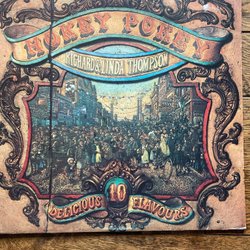 HOKEY POKEY
RICHARD & LINDA THOMPSON
10
DELICIOUS FLAVOURS